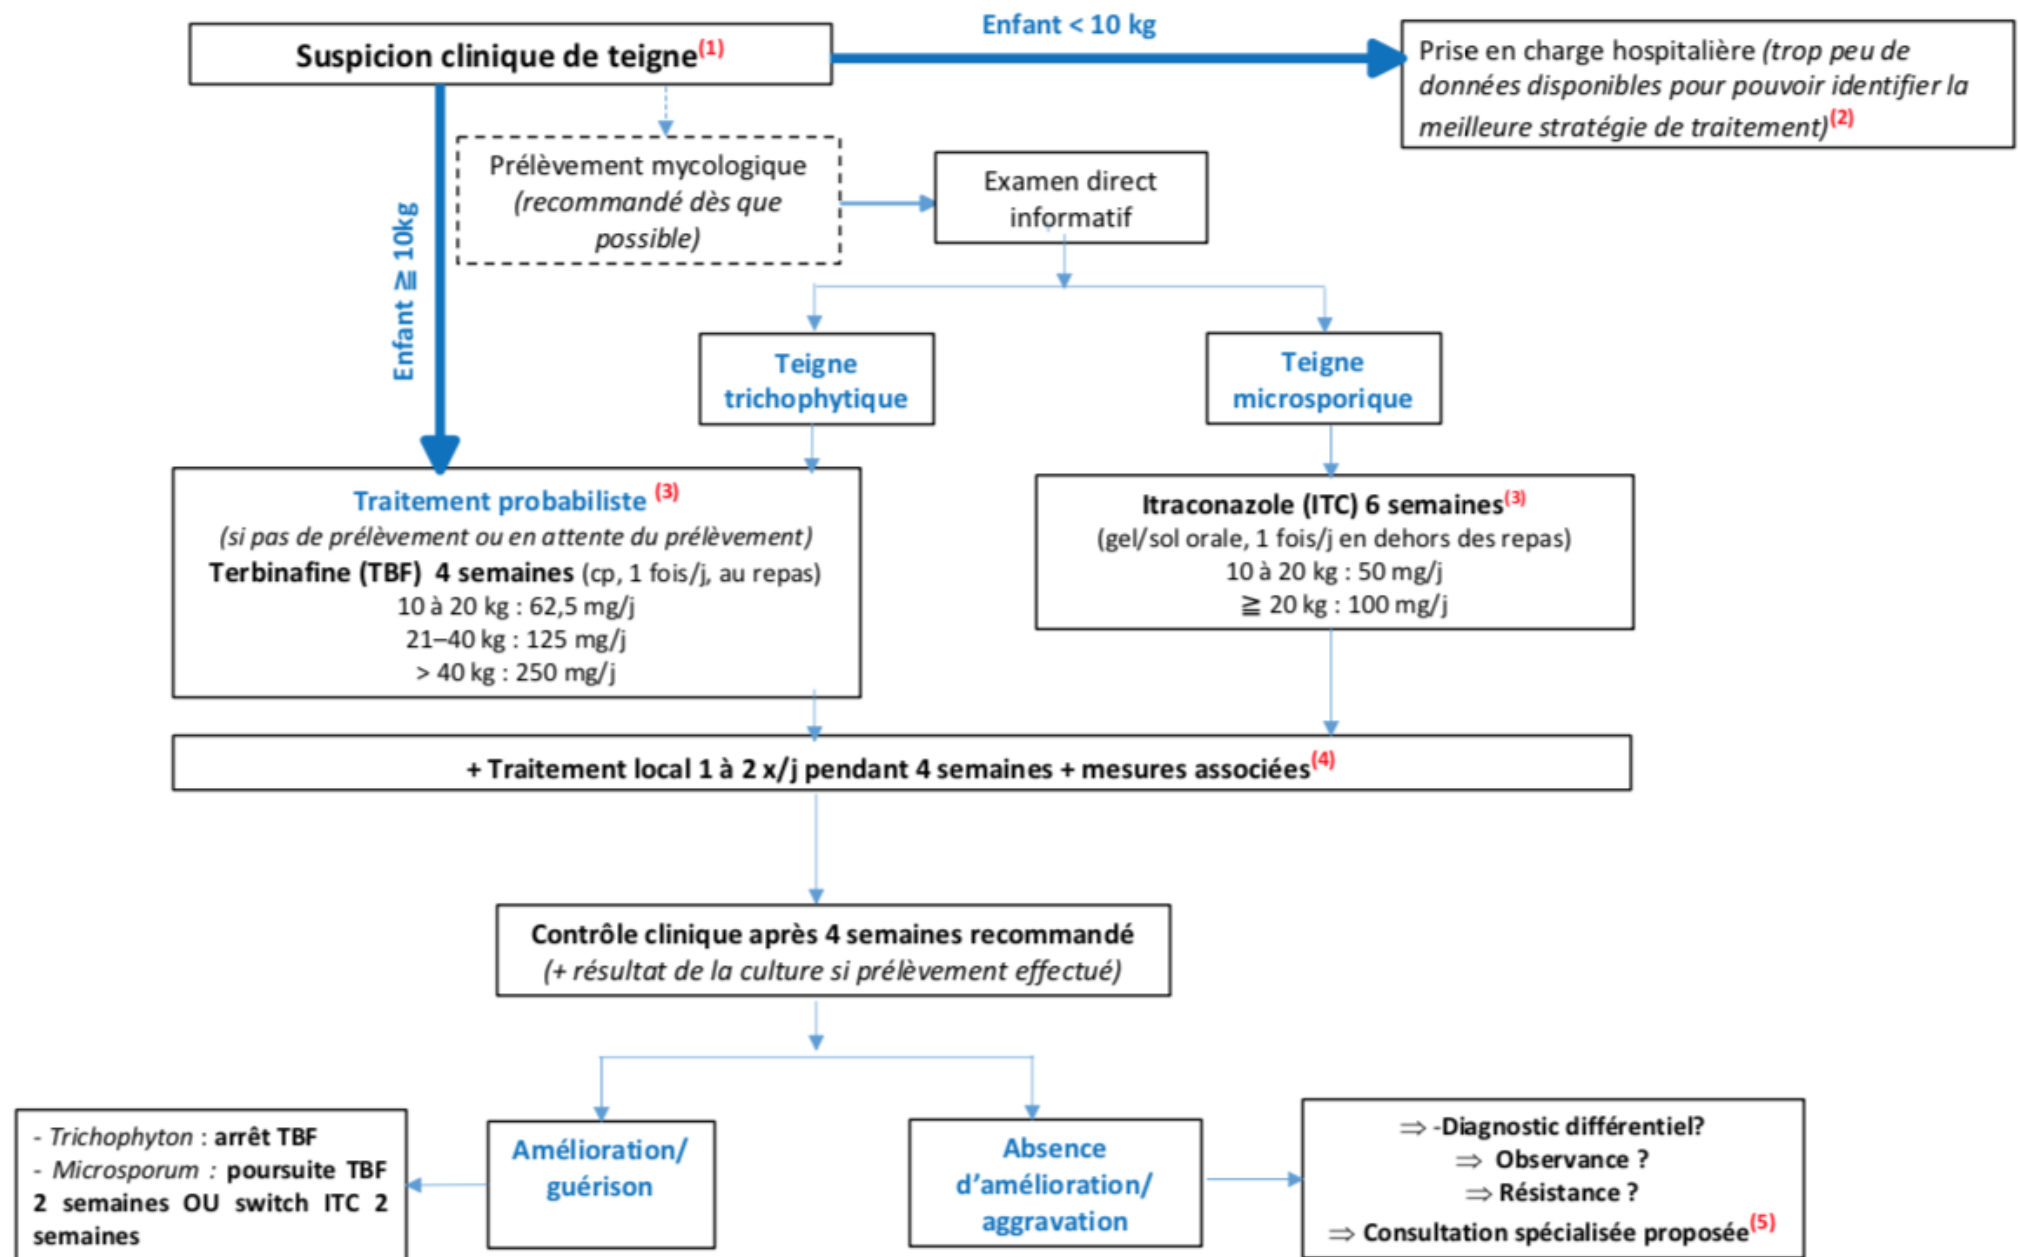 Enfant < 10 kg
Suspicion clinique de teigne(1)
Prise en charge hospitalière (trop peu de
données disponibles pour pouvoir identifier la
meilleure stratégie de traitement)(2)
Prélèvement mycologique
(recommandé dès que
possible)
Examen direct
informatif
Enfant ≧ 10kg
Teigne
trichophytique
Teigne
microsporique
Traitement probabiliste (3)
(si pas de prélèvement ou en attente du prélèvement)
Terbinafine (TBF) 4 semaines (cp, 1 fois/j, au repas)
10 à 20 kg : 62,5 mg/j
21–40 kg : 125 mg/j
> 40 kg : 250 mg/j
Itraconazole (ITC) 6 semaines(3)
(gel/sol orale, 1 fois/j en dehors des repas)
10 à 20 kg : 50 mg/j
≧ 20 kg : 100 mg/j
+ Traitement local 1 à 2 x/j pendant 4 semaines + mesures associées(4)
Contrôle clinique après 4 semaines recommandé
(+ résultat de la culture si prélèvement effectué)
- Trichophyton : arrêt TBF
- Microsporum : poursuite TBF
2 semaines OU switch ITC 2
semaines
Amélioration/
guérison
Absence
d'amélioration/
aggravation
⇒ -Diagnostic différentiel?
⇒ Observance ?
⇒ Résistance ?
⇒ Consultation spécialisée proposée(5)